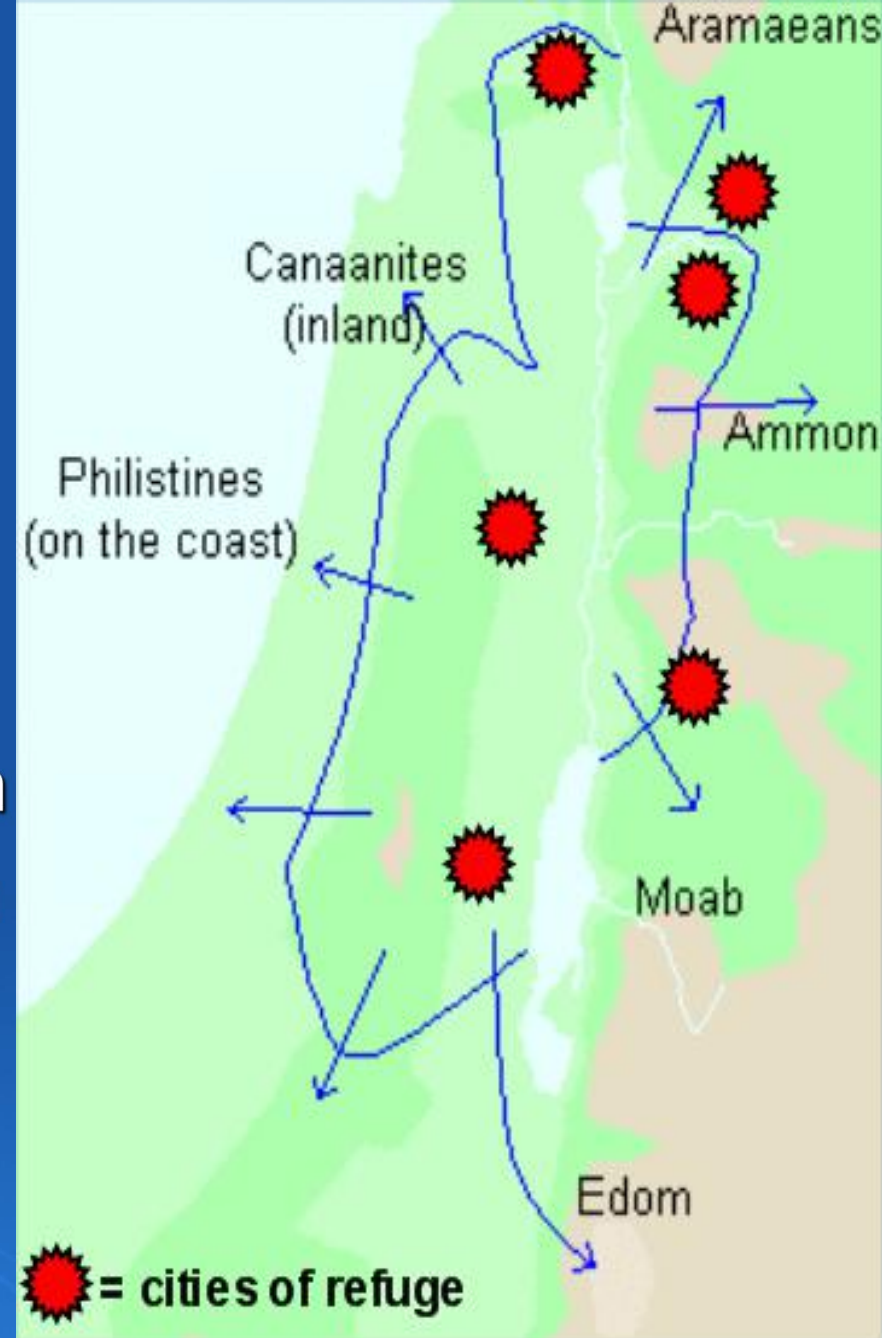 Aramaeans
Canaanites
(inland)
Ammon
Philistines
(on the coast)
Moab
Edom
= cities of refuge